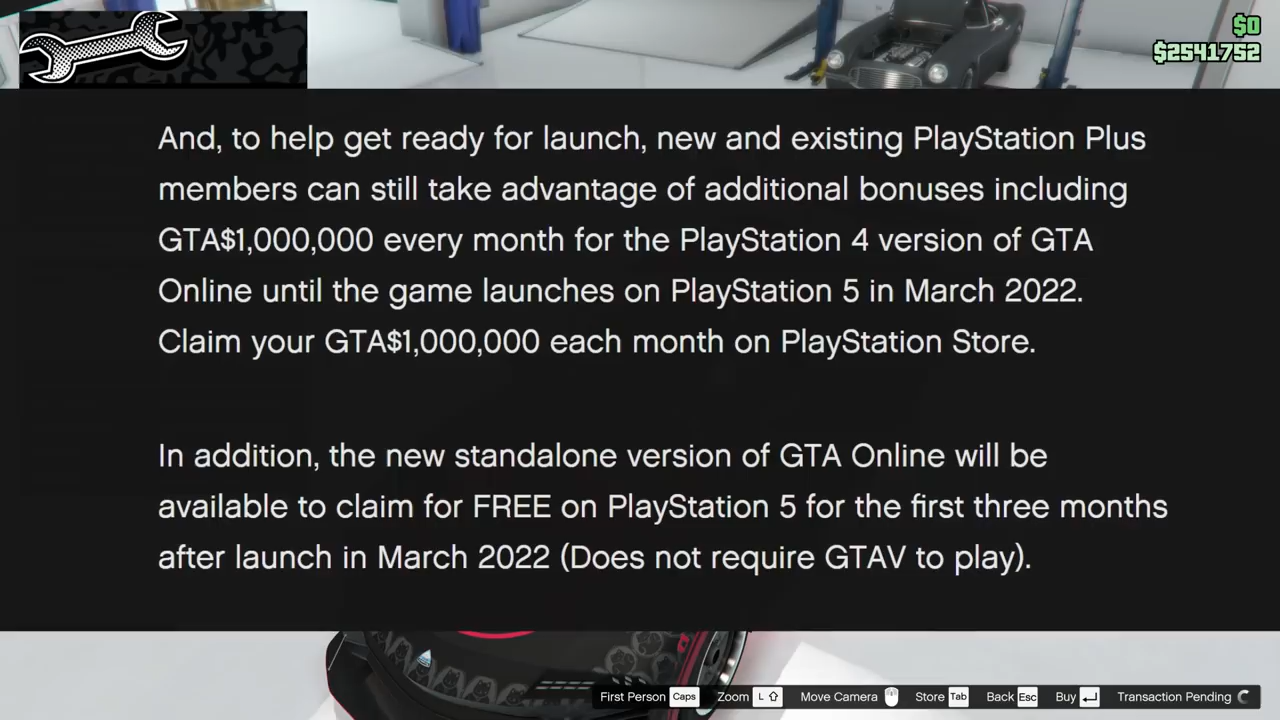 $0
$2541752
And, to help get ready for launch, new and existing PlayStation Plus
members can still take advantage of additional bonuses including
GTA$1,000,000 every month for the PlayStation 4 version of GTA
Online until the game launches on PlayStation 5 in March 2022.
Claim your GTA$1,000,000 each month on PlayStation Store.
In addition, the new standalone version of GTA Online will be
available to claim for FREE on PlayStation 5 for the first three months
after launch in March 2022 (Does not require GTAV to play).
First Person Caps Zoom L⇧ Move Camera Store Tab Back Esc Buy Transaction Pending